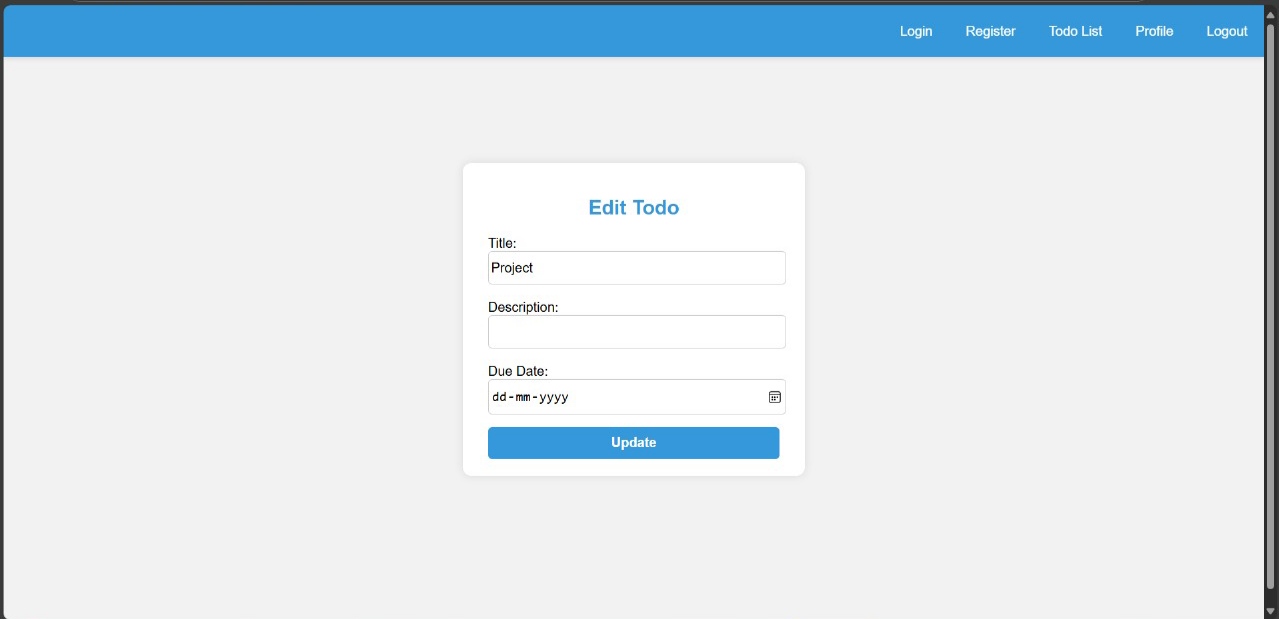 Login Register Todo List Profile Logout
Edit Todo
Title:
Project
Description:
Due Date:
dd-mm-yyyy
Update